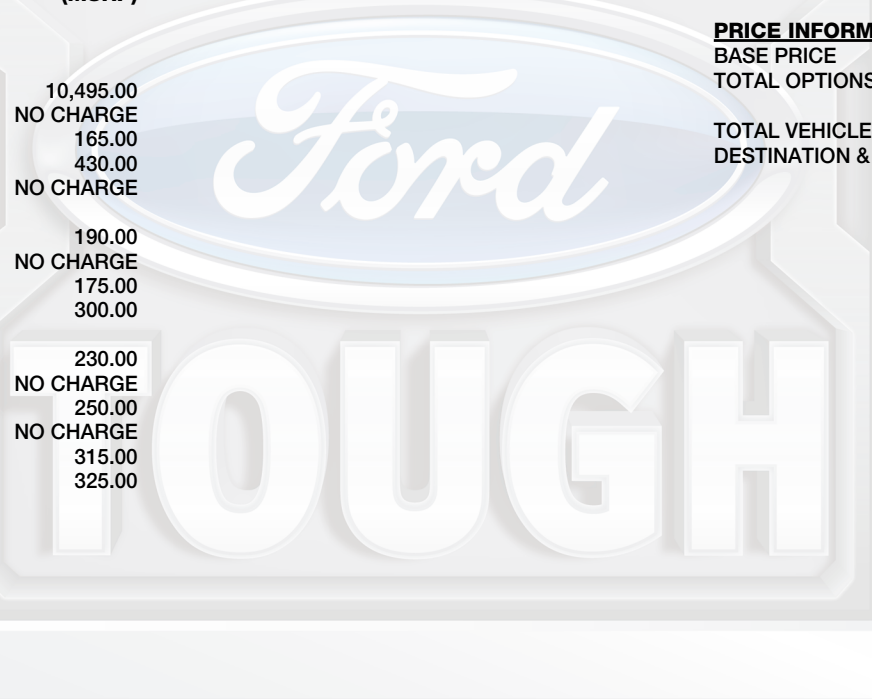 10,495.00
NO CHARGE
165.00
430.00
NO CHARGE
190.00
NO CHARGE
175.00
300.00
230.00
NO CHARGE
250.00
NO CHARGE
315.00
325.00
PRICE INFORM
BASE PRICE
TOTAL OPTIONS
TOTAL VEHICLE
DESTINATION &
Ford
TOUGH